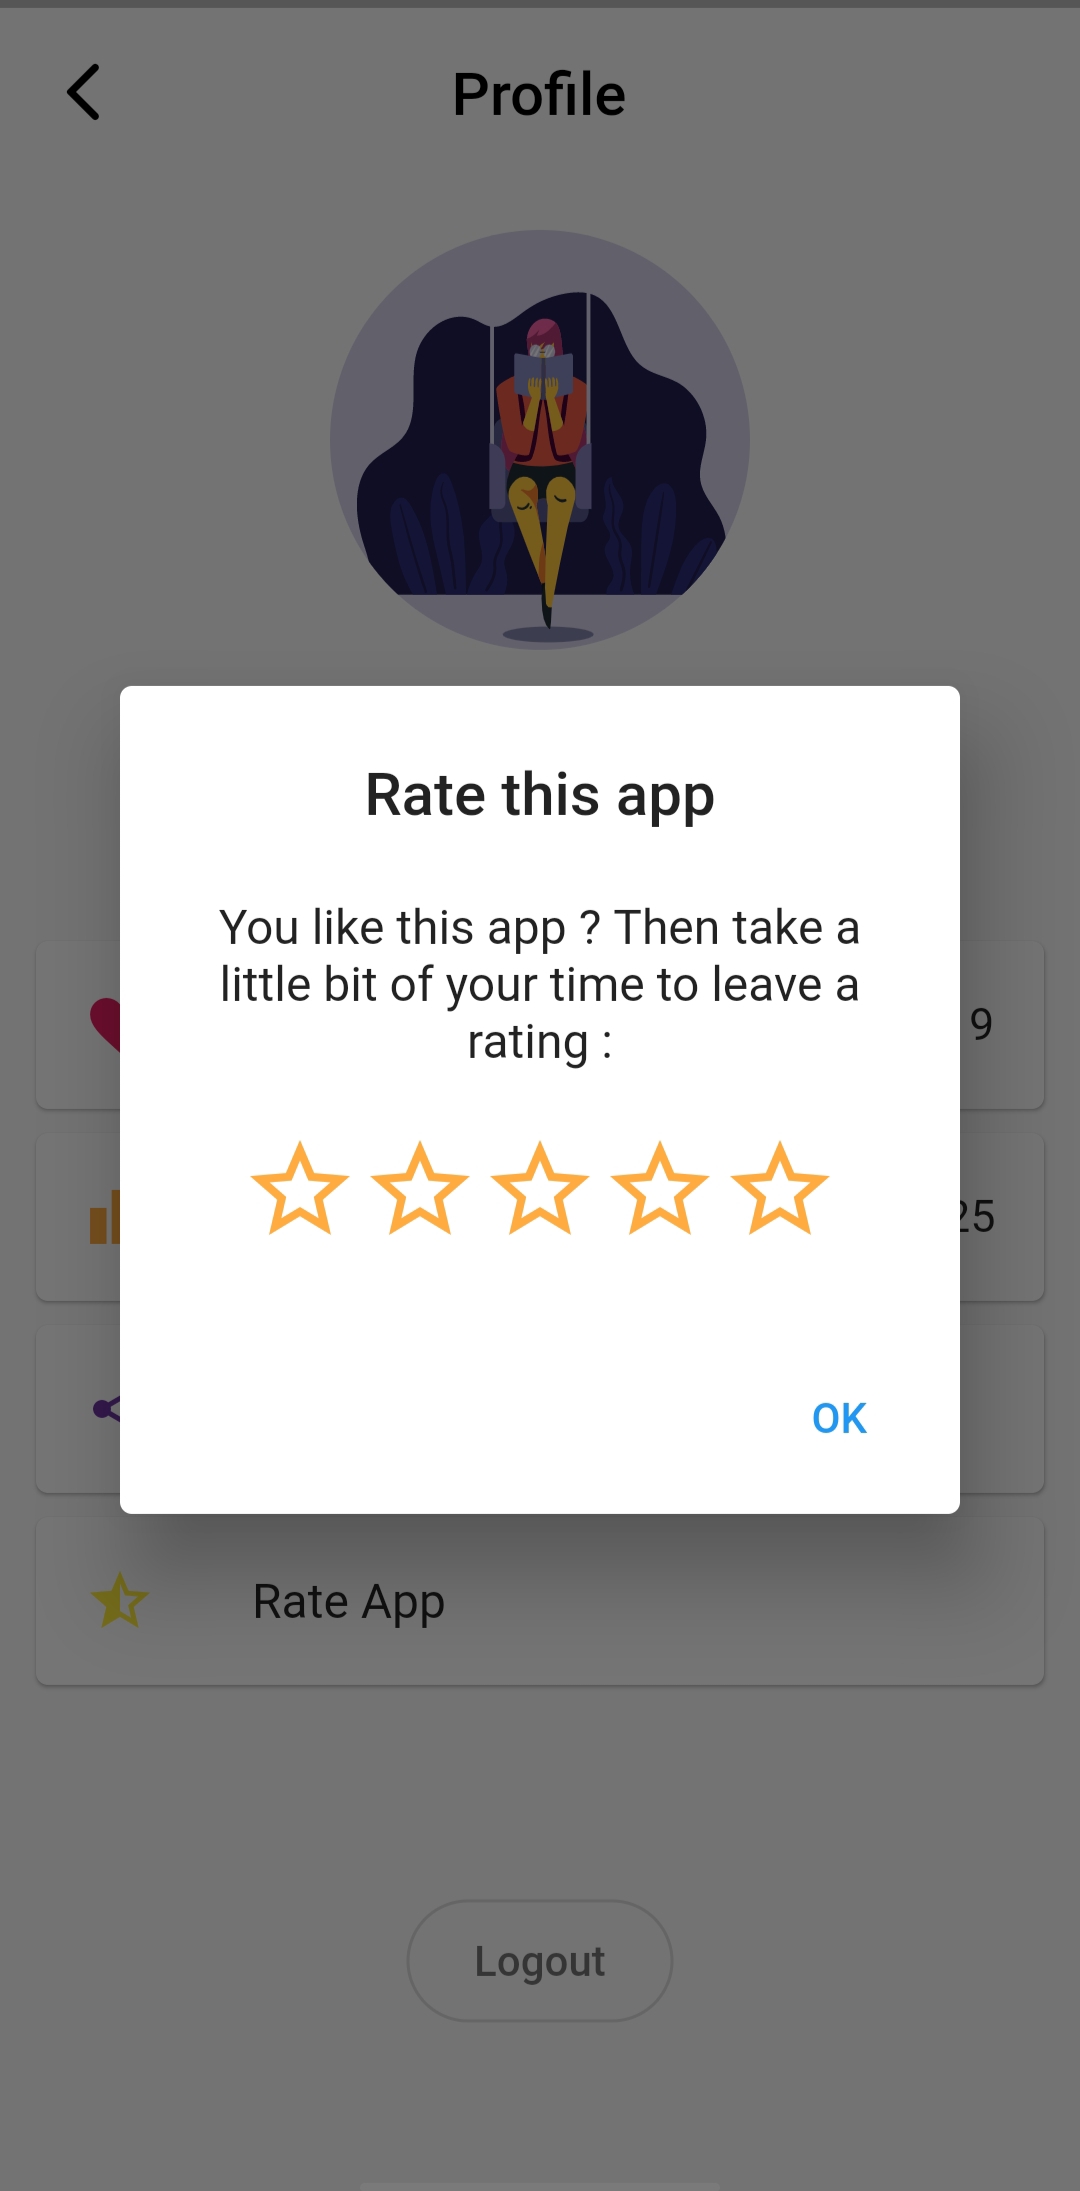 Profile
Rate this app
You like this app ? Then take a
little bit of your time to leave a
rating :
9
25
OK
Rate App
Logout